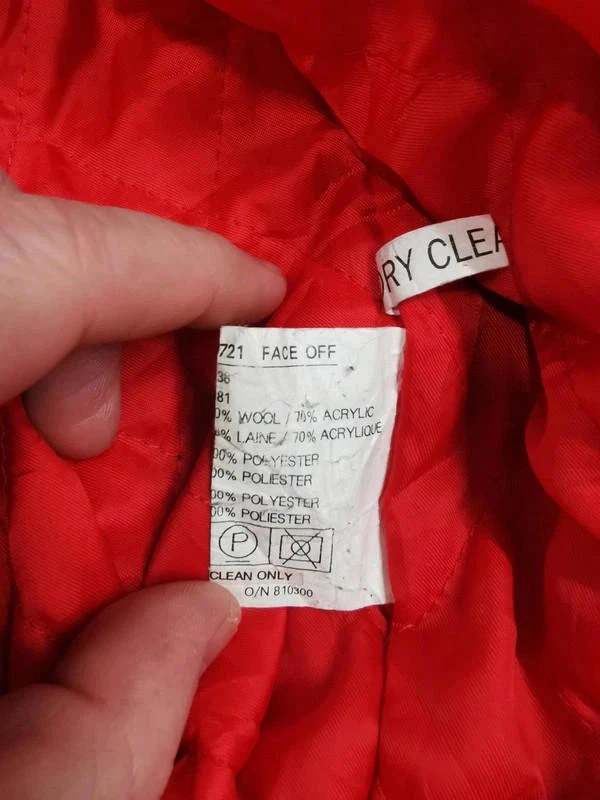 DRY CLEA
721 FACE OFF
38
81
0% WOOL / 70% ACRYLIC
% LAINE / 70% ACRYLIQUE
00% POLYESTER
00% POLIESTER
00% POLYESTER
00% POLIESTER
P
CLEAN ONLY
O/N 810300